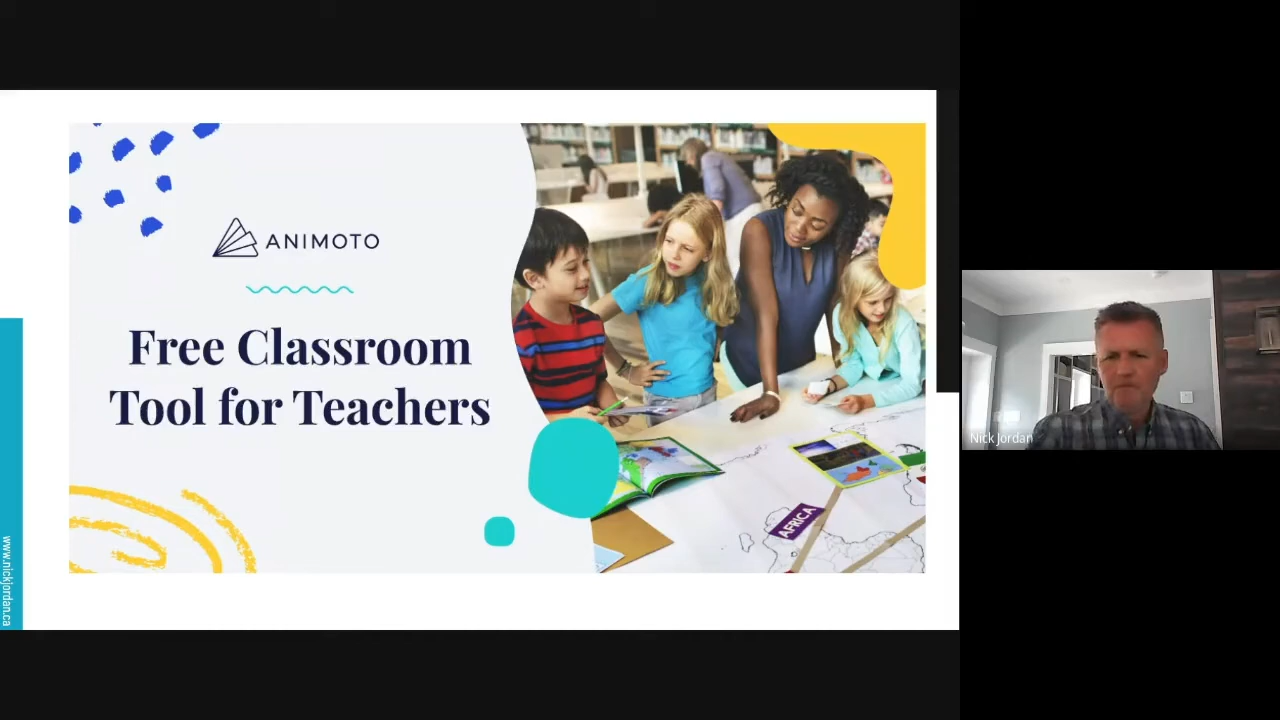 ANIMOTO
Free Classroom
Tool for Teachers
AFRICA
www.nickjordan.ca
Nick Jordan